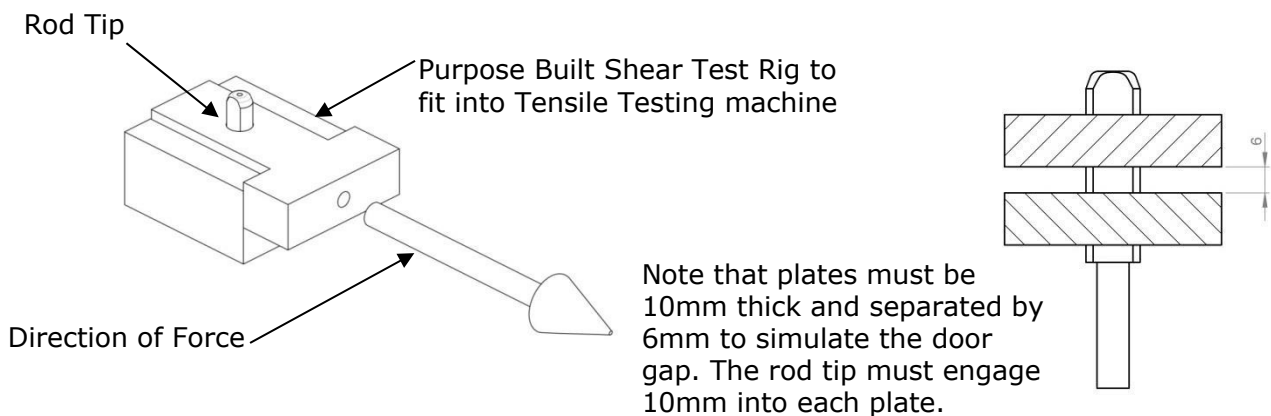 Rod Tip
Purpose Built Shear Test Rig to
fit into Tensile Testing machine
6
Direction of Force
Note that plates must be
10mm thick and separated by
6mm to simulate the door
gap. The rod tip must engage
10mm into each plate.